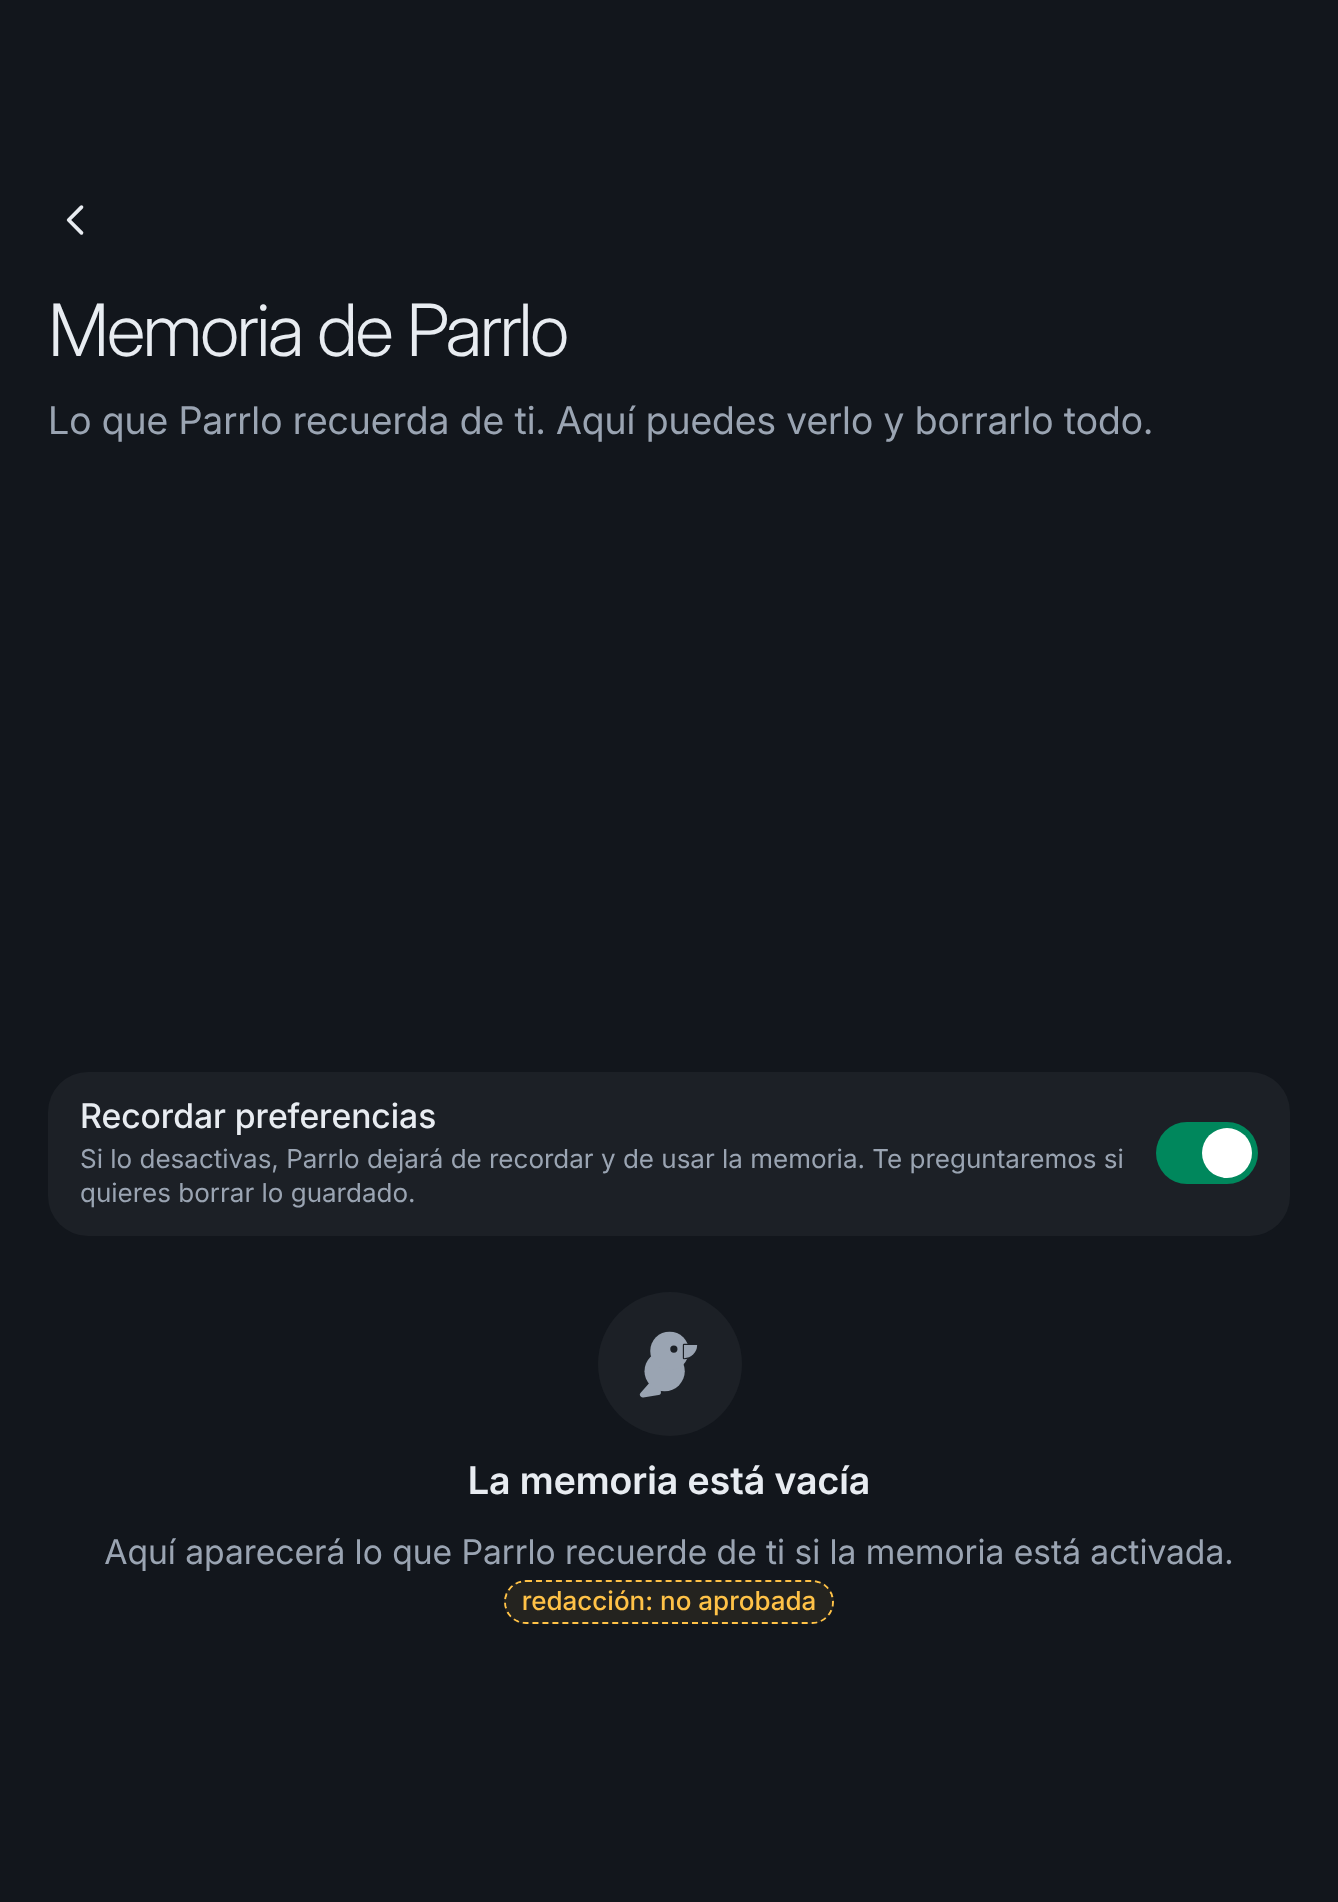 Memoria de Parrlo
Lo que Parrlo recuerda de ti. Aquí puedes verlo y borrarlo todo.
Recordar preferencias
Si lo desactivas, Parrlo dejará de recordar y de usar la memoria. Te preguntaremos si
quieres borrar lo guardado.
La memoria está vacía
Aquí aparecerá lo que Parrlo recuerde de ti si la memoria está activada.
redacción: no aprobada